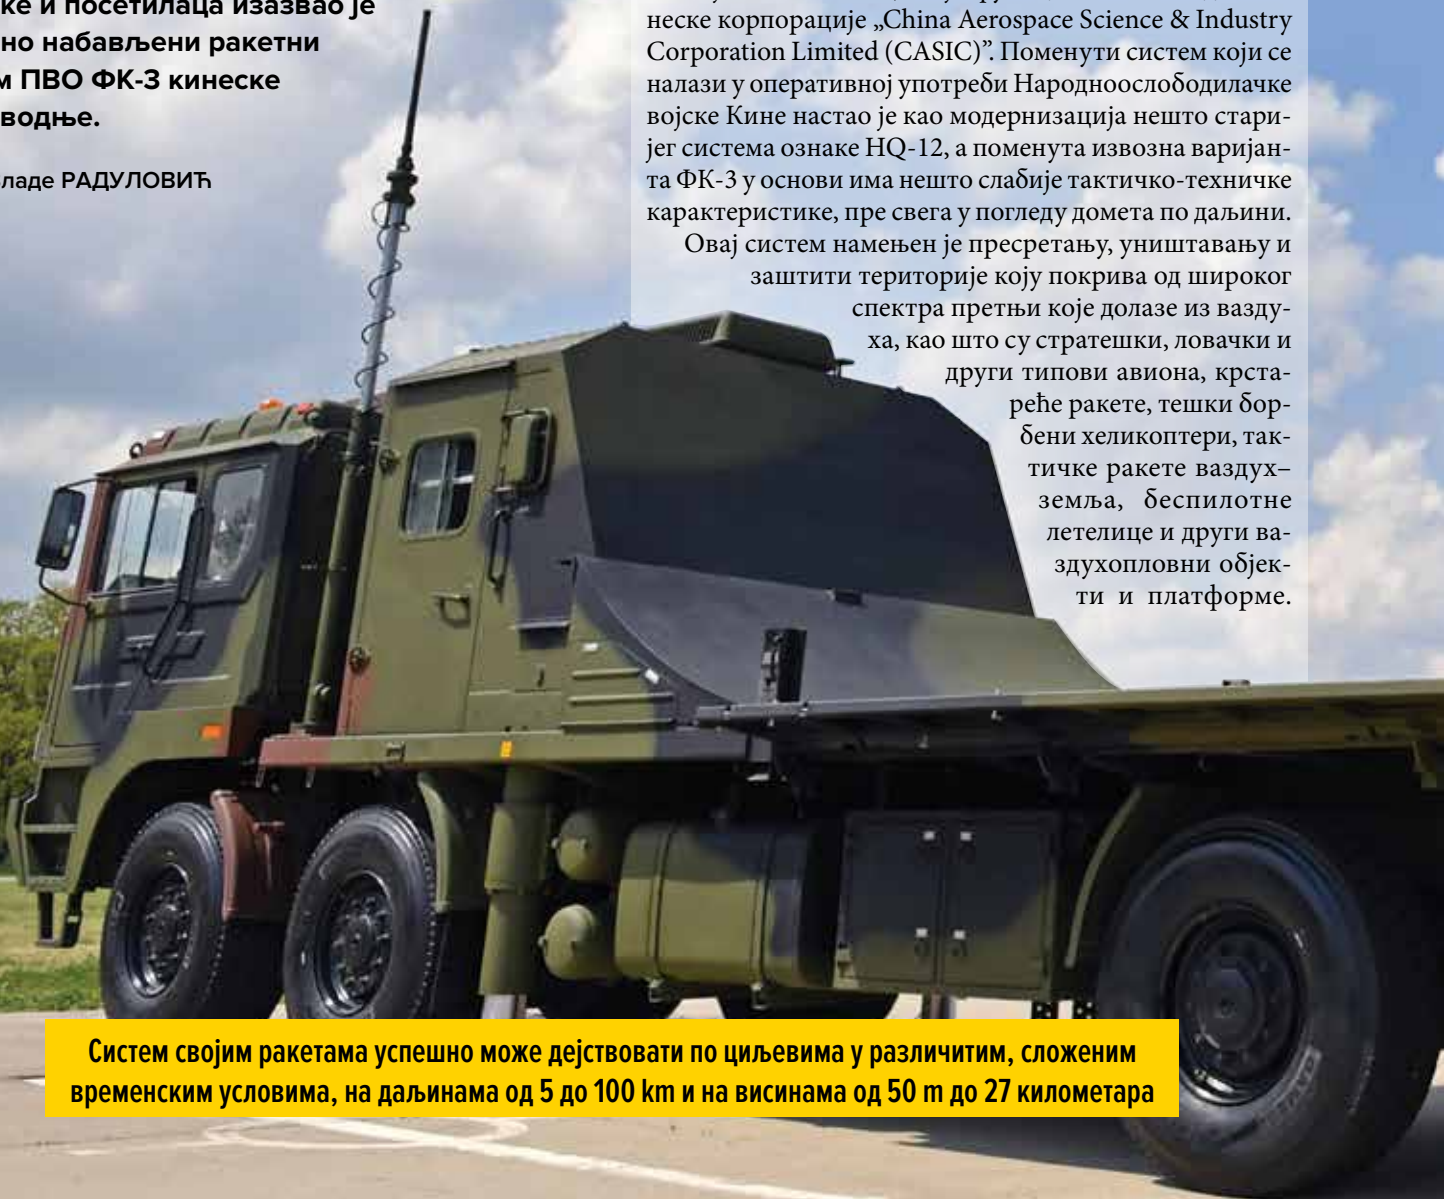 ке и посетилаца изазвао је
но набављени ракетни
м ПВО ФК-3 кинеске
водње.
ладе РАДУЛОВИЋ
неске корпорације „China Aerospace Science & Industry
Corporation Limited (CASIC)”. Поменути систем који се
налази у оперативној употреби Народноослободилачке
војске Кине настао је као модернизација нешто стари-
јег система ознаке HQ-12, а поменута извозна варијан-
та ФК-3 у основи има нешто слабије тактичко-техничке
карактеристике, пре свега у погледу домета по даљини.
Овај систем намењен је пресретању, уништавању и
заштити територије коју покрива од широког
спектра претњи које долазе из вазду-
ха, као што су стратешки, ловачки и
други типови авиона, крста-
реће ракете, тешки бор-
бени хеликоптери, так-
тичке ракете ваздух–
земља, беспилотне
летелице и други ва-
здухопловни објек-
ти и платформе.
Систем својим ракетама успешно може дејствовати по циљевима у различитим, сложеним
временским условима, на даљинама од 5 до 100 km и на висинама од 50 m до 27 километара